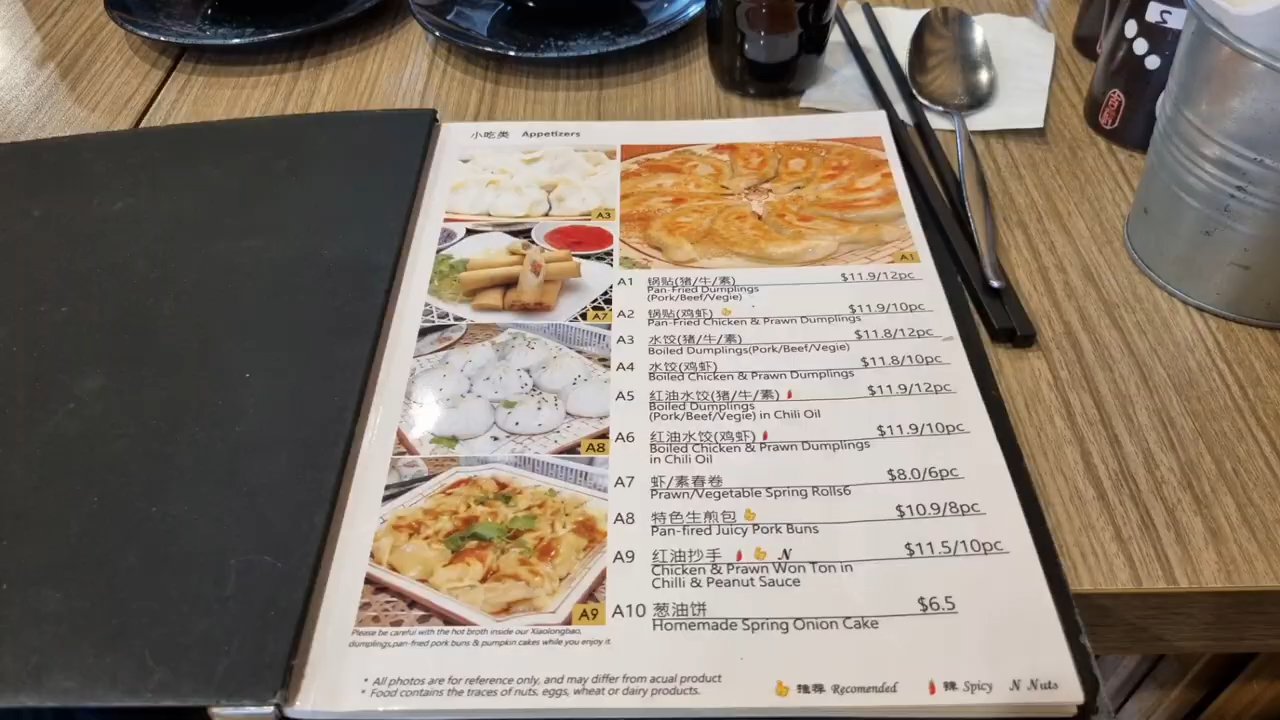 小吃类 Appetizers
A3
A1
A7
A8
A9
A1 锅贴(猪/牛/素) $11.9/12pc
Pan-Fried Dumplings
(Pork/Beef/Vegie)
A2 锅贴(鸡虾) $11.9/10pc
Pan-Fried Chicken & Prawn Dumplings
A3 水饺(猪/牛/素) $11.8/12pc
Boiled Dumplings(Pork/Beef/Vegie)
A4 水饺(鸡虾) $11.8/10pc
Boiled Chicken & Prawn Dumplings
A5 红油水饺(猪/牛/素) $11.9/12pc
Boiled Dumplings
(Pork/Beef/Vegie) in Chili Oil
A6 红油水饺(鸡虾) $11.9/10pc
Boiled Chicken & Prawn Dumplings
in Chili Oil
A7 虾/素春卷 $8.0/6pc
Prawn/Vegetable Spring Rolls6
A8 特色生煎包 $10.9/8pc
Pan-fired Juicy Pork Buns
A9 红油抄手 N $11.5/10pc
Chicken & Prawn Won Ton in
Chilli & Peanut Sauce
A10 葱油饼 $6.5
Homemade Spring Onion Cake
Please be careful with the hot broth inside our Xiaolongbao,
dumplings,pan-fried pork buns & pumpkin cakes while you enjoy it.
* All photos are for reference only, and may differ from acual product
* Food contains the traces of nuts, eggs, wheat or dairy products.
推荐 Recomended 辣 Spicy N Nuts